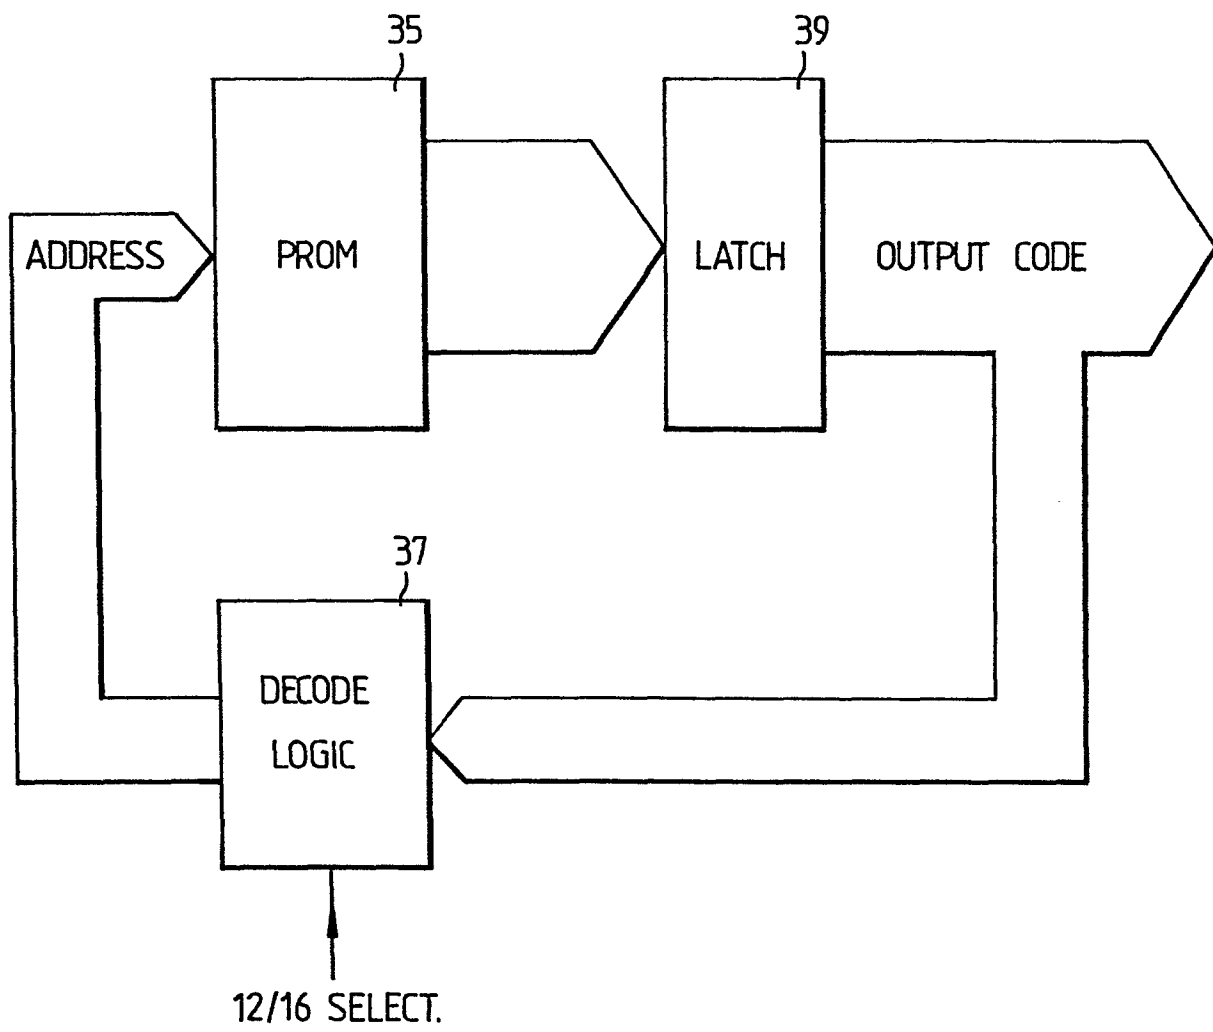 35
39
ADDRESS
PROM
LATCH
OUTPUT CODE
37
DECODE
LOGIC
12/16 SELECT.